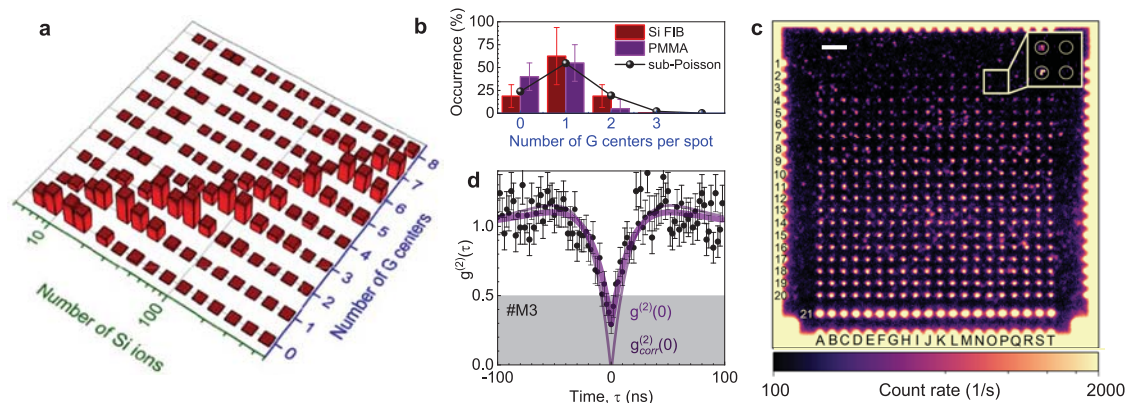 a
10
100
Number of Si ions
0
1
2
3
4
5
6
7
8
Number of G centers
b
Occurrence (%)
100
75
50
25
0
Si FIB
PMMA
sub-Poisson
0 1 2 3
Number of G centers per spot
d
g(2)(τ)
1.0
0.5
0.0
#M3
g(2)(0)
g(2)corr(0)
-100 -50 0 50 100
Time, τ (ns)
c
1
2
3
4
5
6
7
8
9
10
11
12
13
14
15
16
17
18
19
20
21
A B C D E F G H I J K L M N O P Q R S T
100 2000
Count rate (1/s)